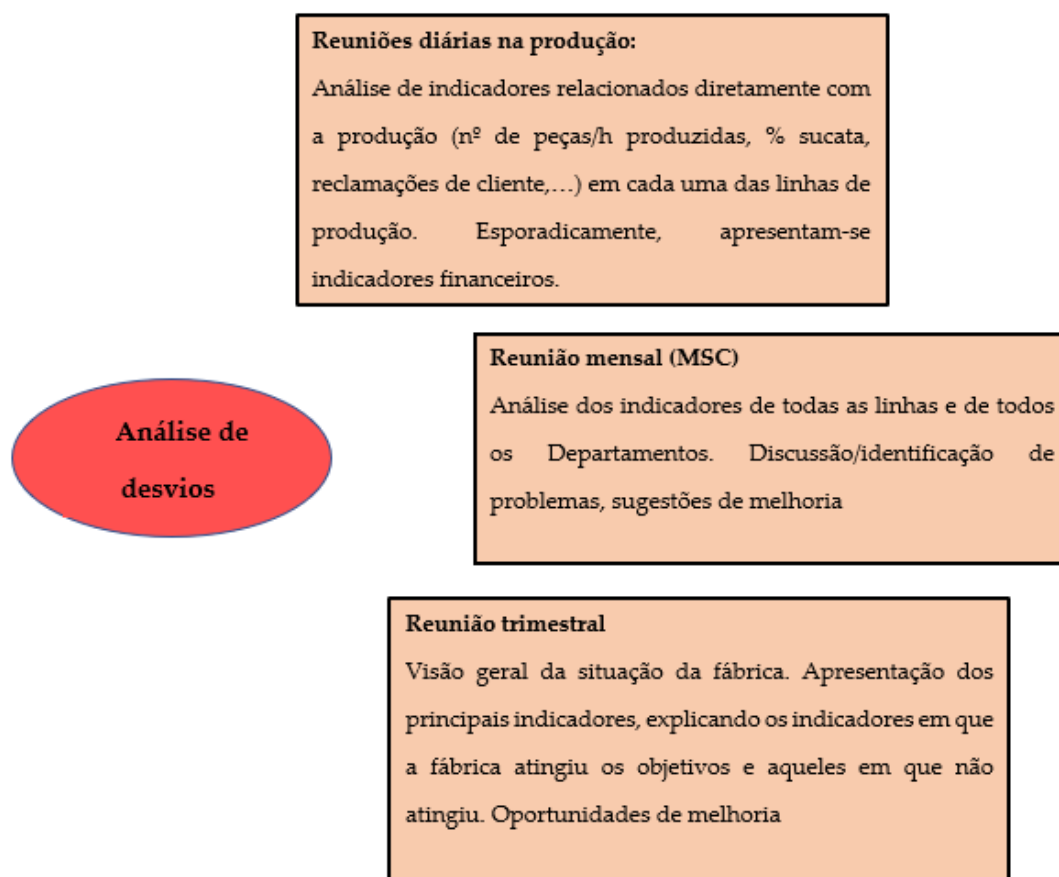 Reuniões diárias na produção:
Análise de indicadores relacionados diretamente com
a produção (nº de peças/h produzidas, % sucata,
reclamações de cliente,…) em cada uma das linhas de
produção. Esporadicamente, apresentam-se
indicadores financeiros.
Análise de
desvios
Reunião mensal (MSC)
Análise dos indicadores de todas as linhas e de todos
os Departamentos. Discussão/identificação de
problemas, sugestões de melhoria
Reunião trimestral
Visão geral da situação da fábrica. Apresentação dos
principais indicadores, explicando os indicadores em que
a fábrica atingiu os objetivos e aqueles em que não
atingiu. Oportunidades de melhoria